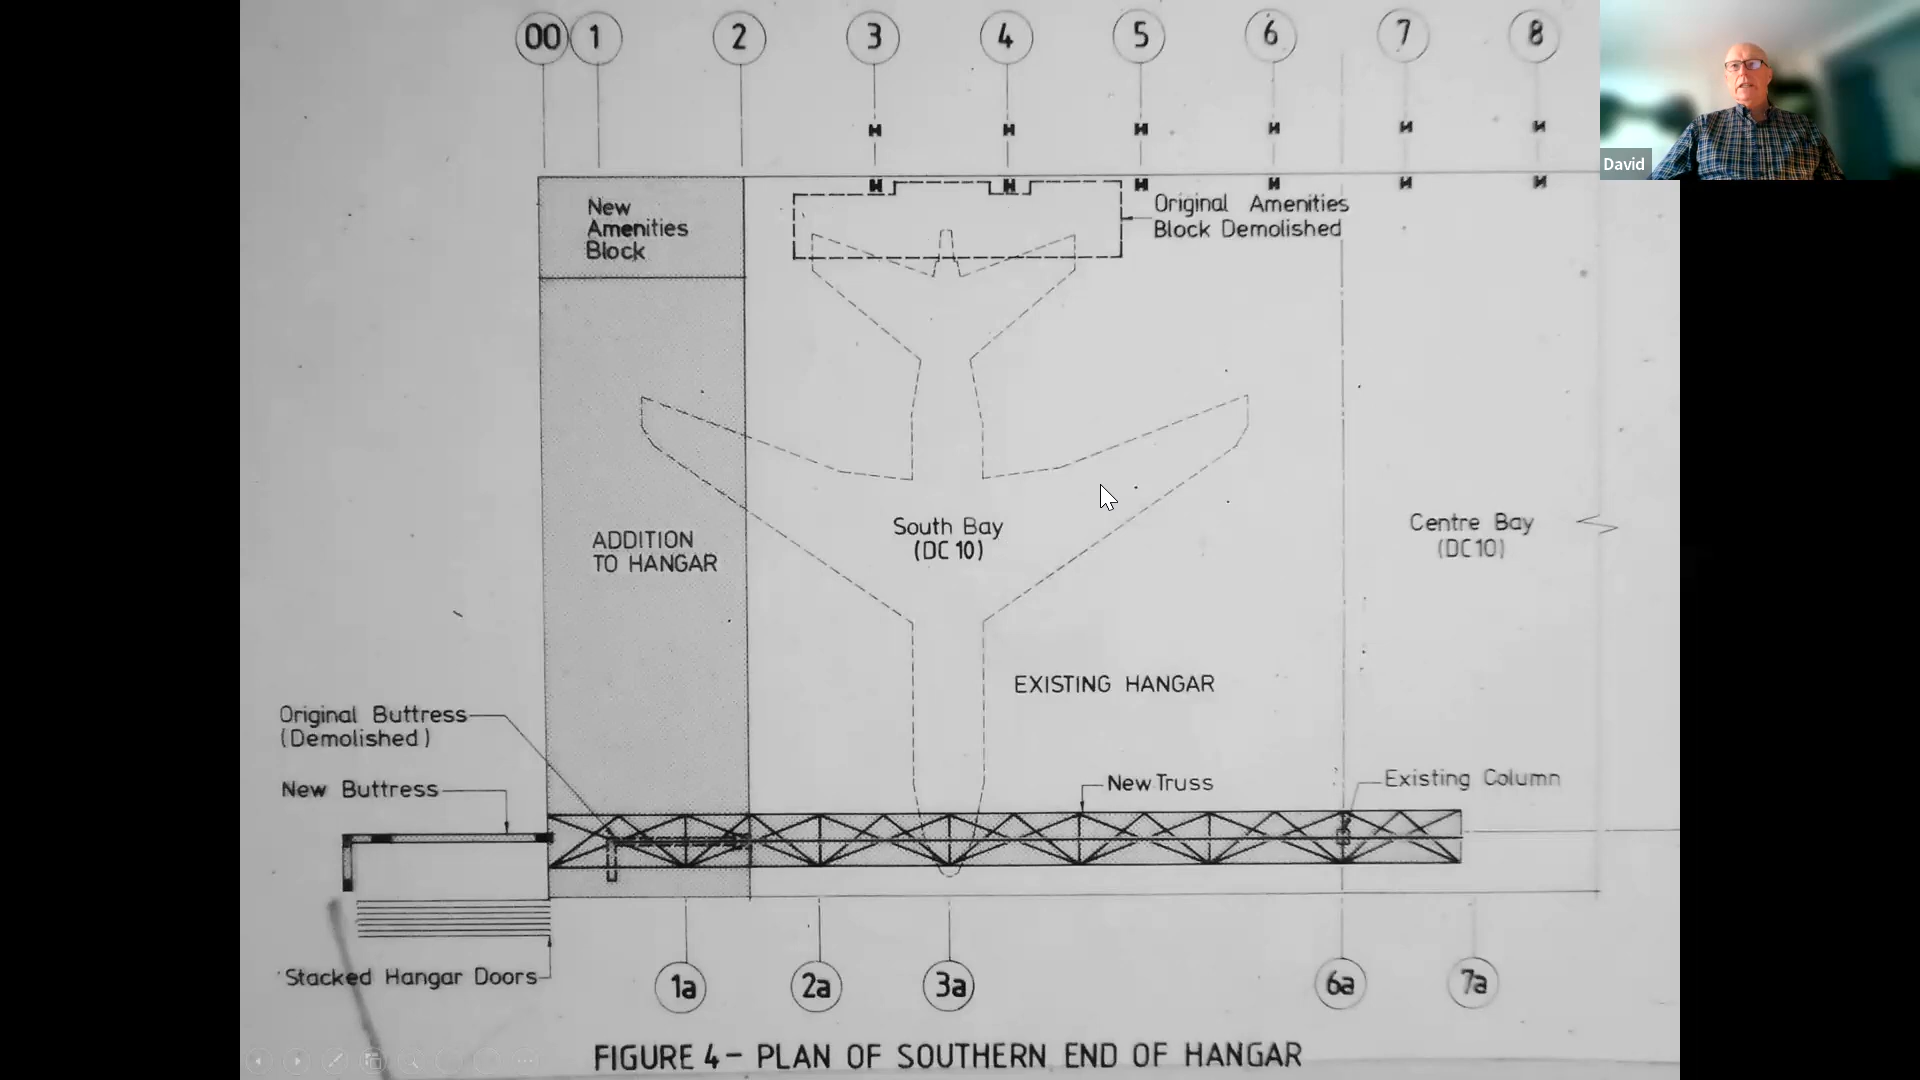 00 1 2 3 4 5 6 7 8
David
New
Amenities
Block
Original Amenities
Block Demolished
ADDITION
TO HANGAR
South Bay
(DC 10)
Centre Bay
(DC10)
EXISTING HANGAR
Original Buttress
(Demolished)
New Buttress
New Truss
Existing Column
Stacked Hangar Doors
1a 2a 3a 6a 7a
FIGURE 4 - PLAN OF SOUTHERN END OF HANGAR